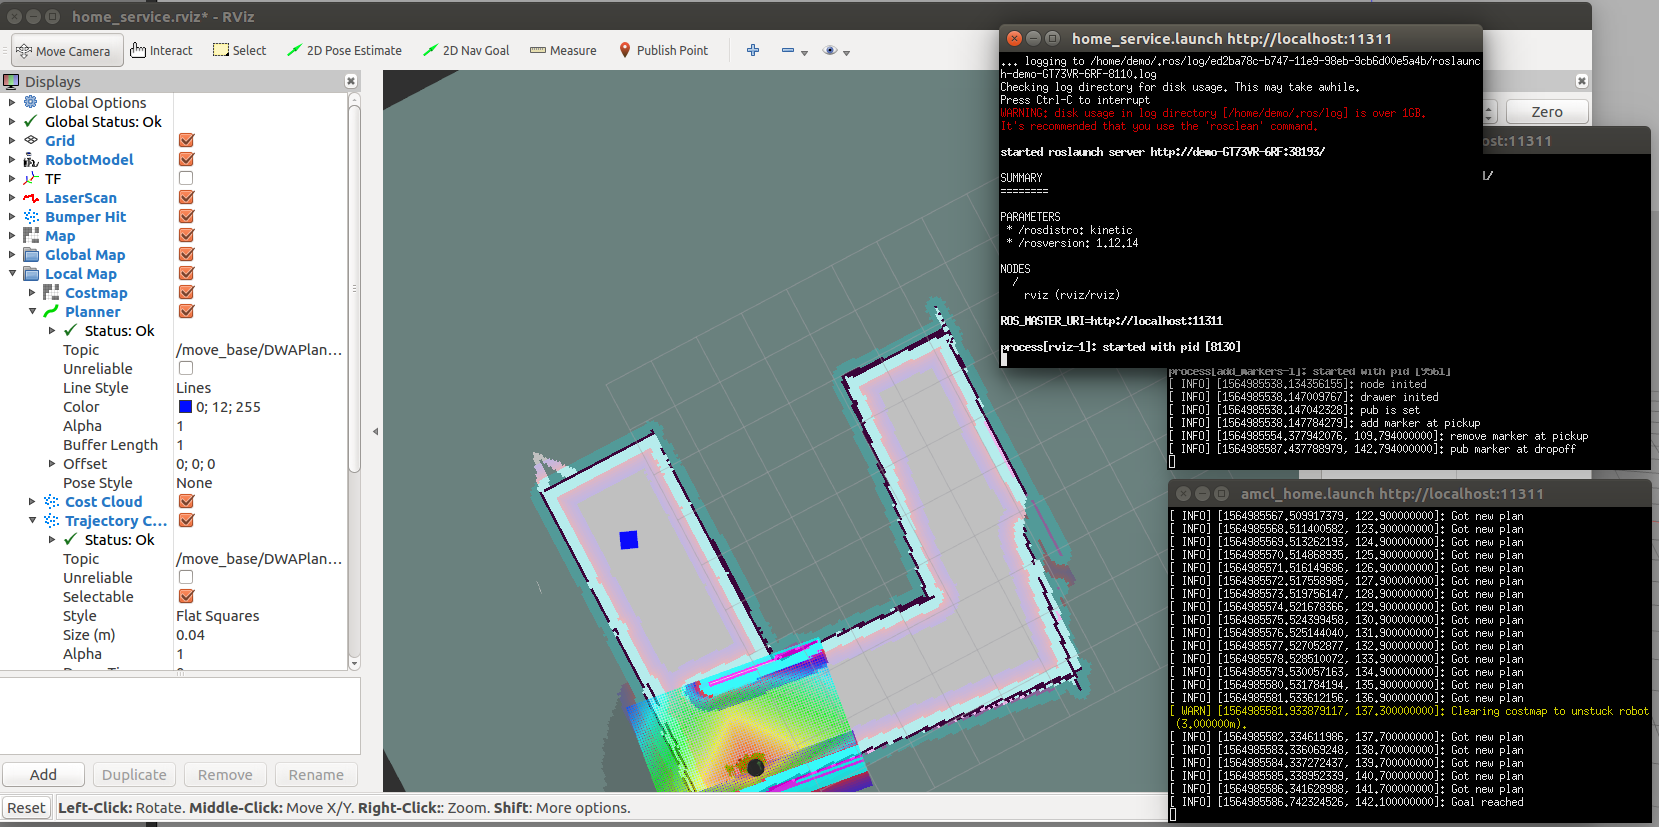 home_service.rviz* - RViz
Move Camera
Interact
Select
2D Pose Estimate
2D Nav Goal
Measure
Publish Point
Displays
Global Options
Global Status: Ok
Grid
RobotModel
TF
LaserScan
Bumper Hit
Map
Global Map
Local Map
Costmap
Planner
Status: Ok
Topic /move_base/DWAPlan...
Unreliable
Line Style Lines
Color 0; 12; 255
Alpha 1
Buffer Length 1
Offset 0; 0; 0
Pose Style None
Cost Cloud
Trajectory C...
Status: Ok
Topic /move_base/DWAPlan...
Unreliable
Selectable
Style Flat Squares
Size (m) 0.04
Alpha 1
Add
Duplicate
Remove
Rename
Reset
Left-Click: Rotate. Middle-Click: Move X/Y. Right-Click:: Zoom. Shift: More options.
Zero
home_service.launch http://localhost:11311
... logging to /home/demo/.ros/log/ed2ba78c-b747-11e9-98eb-9cb6d00e5a4b/roslaunc
h-demo-GT73VR-6RF-8110.log
Checking log directory for disk usage. This may take awhile.
Press Ctrl-C to interrupt
WARNING: disk usage in log directory [/home/demo/.ros/log] is over 1GB.
It's recommended that you use the 'rosclean' command.
started roslaunch server http://demo-GT73VR-6RF:38193/
SUMMARY
========
PARAMETERS
* /rosdistro: kinetic
* /rosversion: 1.12.14
NODES
/
rviz (rviz/rviz)
ROS_MASTER_URI=http://localhost:11311
process[rviz-1]: started with pid [8130]
st:11311
l/
process[add_markers-1]: started with pid [9561]
[ INFO] [1564985538.134356155]: node inited
[ INFO] [1564985538.147009767]: drawer inited
[ INFO] [1564985538.147042328]: pub is set
[ INFO] [1564985538.147784279]: add marker at pickup
[ INFO] [1564985554.377942076, 109.794000000]: remove marker at pickup
[ INFO] [1564985587.437788979, 142.794000000]: pub marker at dropoff
amcl_home.launch http://localhost:11311
[ INFO] [1564985567.509917379, 122.900000000]: Got new plan
[ INFO] [1564985568.511400582, 123.900000000]: Got new plan
[ INFO] [1564985569.513262193, 124.900000000]: Got new plan
[ INFO] [1564985570.514868935, 125.900000000]: Got new plan
[ INFO] [1564985571.516149686, 126.900000000]: Got new plan
[ INFO] [1564985572.517558985, 127.900000000]: Got new plan
[ INFO] [1564985573.519756147, 128.900000000]: Got new plan
[ INFO] [1564985574.521678366, 129.900000000]: Got new plan
[ INFO] [1564985575.524399458, 130.900000000]: Got new plan
[ INFO] [1564985576.525144040, 131.900000000]: Got new plan
[ INFO] [1564985577.527052877, 132.900000000]: Got new plan
[ INFO] [1564985578.528510072, 133.900000000]: Got new plan
[ INFO] [1564985579.530057163, 134.900000000]: Got new plan
[ INFO] [1564985580.531784194, 135.900000000]: Got new plan
[ INFO] [1564985581.533612156, 136.900000000]: Got new plan
[ WARN] [1564985581.933879117, 137.300000000]: Clearing costmap to unstuck robot
(3.000000m).
[ INFO] [1564985582.334611986, 137.700000000]: Got new plan
[ INFO] [1564985583.336069248, 138.700000000]: Got new plan
[ INFO] [1564985584.337272437, 139.700000000]: Got new plan
[ INFO] [1564985585.338952339, 140.700000000]: Got new plan
[ INFO] [1564985586.341628988, 141.700000000]: Got new plan
[ INFO] [1564985586.742324526, 142.100000000]: Goal reached